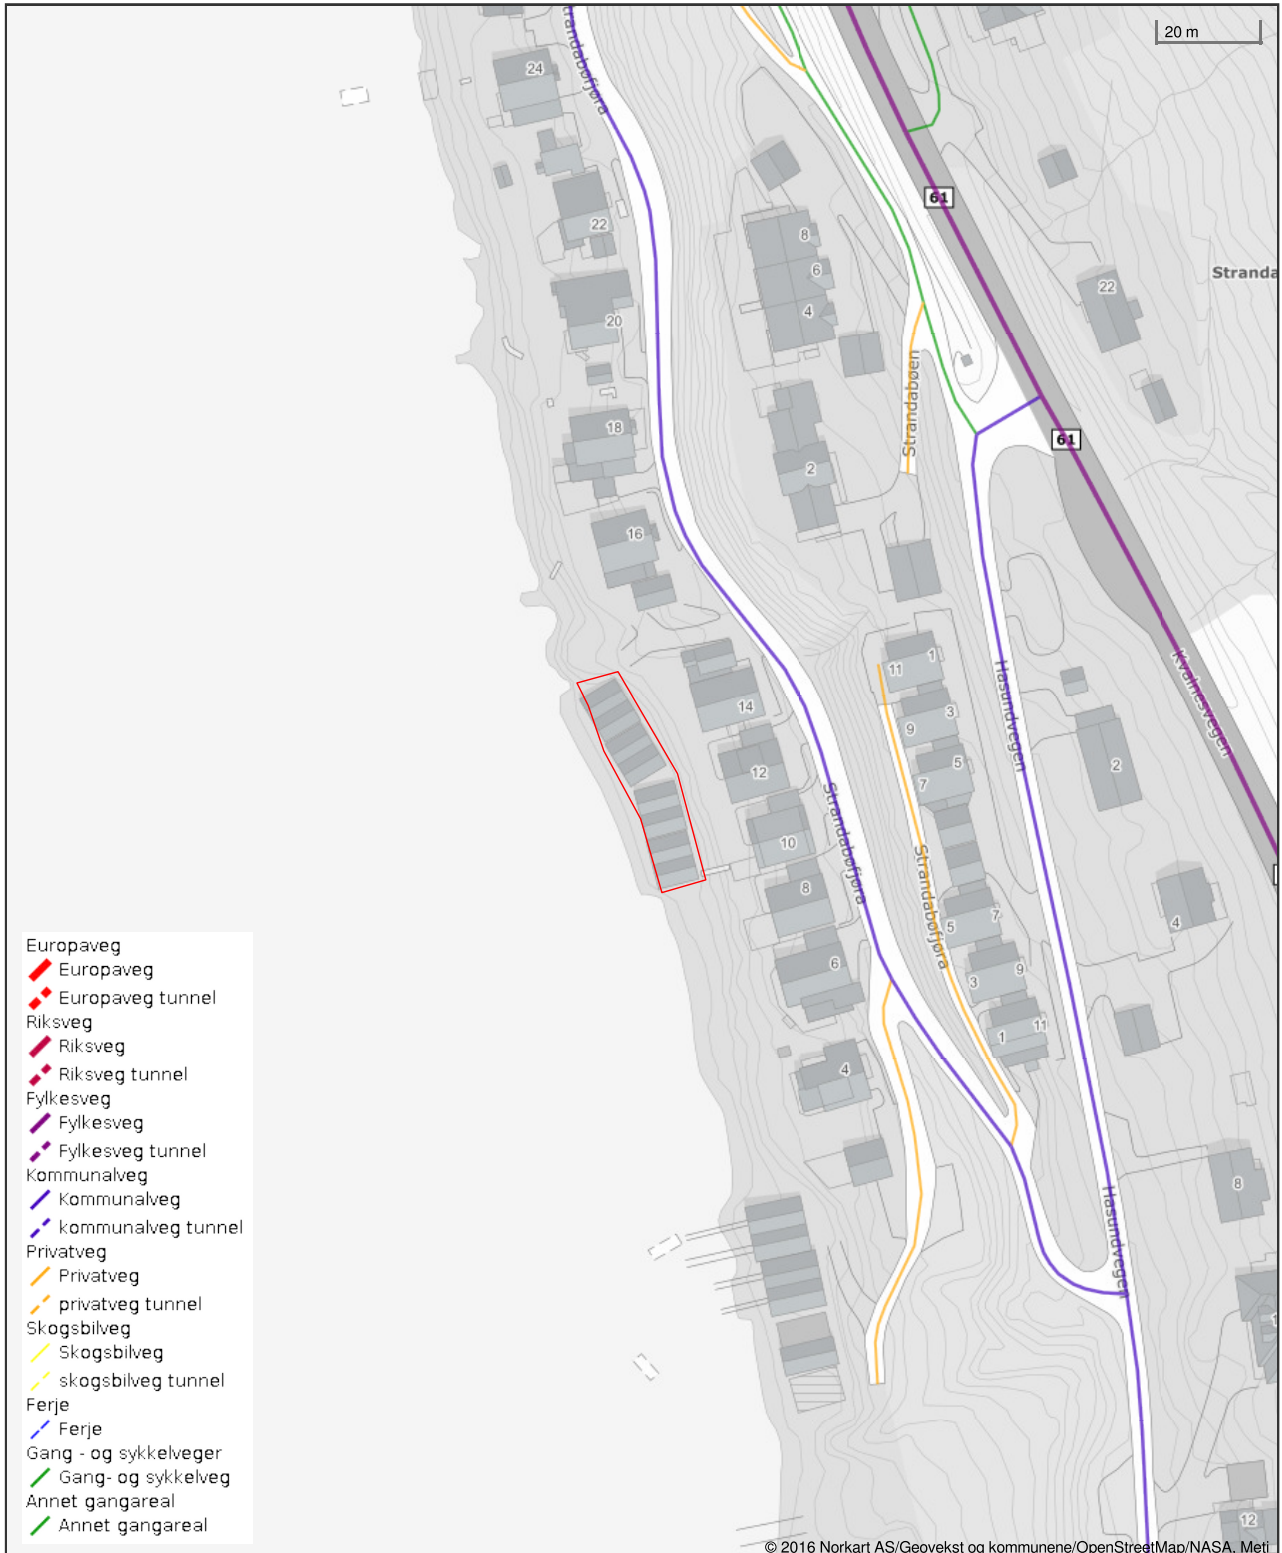 20 m
trandabøfjøra
24
61
22
8
6
Stranda
22
4
20
Strandabøen
18
61
2
16
11
1
Hasundvegen
Kvalnesvegen
14
3
9
12
5
2
7
Strandabøfjøra
10
Strandabøfjøra
8
7
4
5
6
9
3
11
1
4
Hasundvegen
8
12
Europaveg
Europaveg
Europaveg tunnel
Riksveg
Riksveg
Riksveg tunnel
Fylkesveg
Fylkesveg
Fylkesveg tunnel
Kommunalveg
Kommunalveg
kommunalveg tunnel
Privatveg
Privatveg
privatveg tunnel
Skogsbilveg
Skogsbilveg
skogsbilveg tunnel
Ferje
Ferje
Gang - og sykkelveger
Gang- og sykkelveg
Annet gangareal
Annet gangareal
© 2016 Norkart AS/Geovekst og kommunene/OpenStreetMap/NASA, Meti